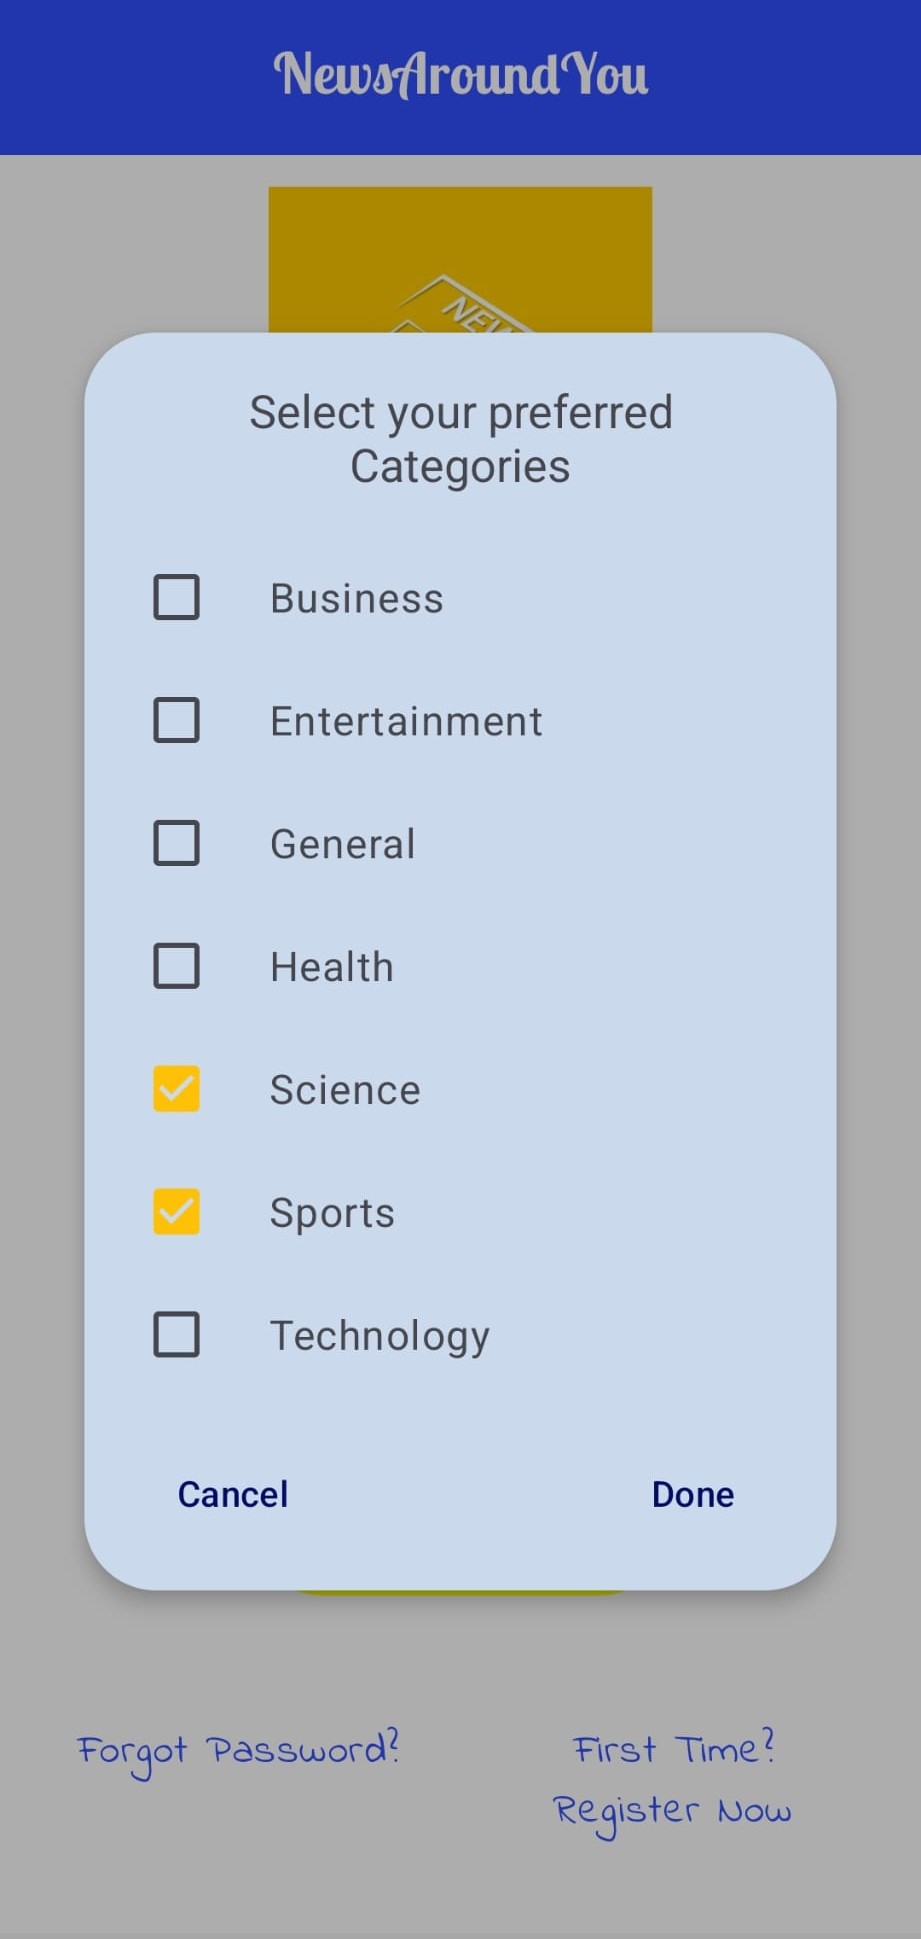 NewsAroundYou
Select your preferred
Categories
Business
Entertainment
General
Health
Science
Sports
Technology
Cancel
Done
Forgot Password?
First Time?
Register Now